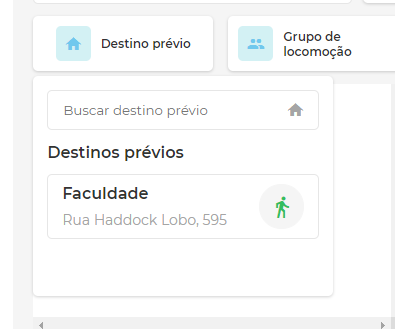 Destino prévio
Grupo de
locomoção
Buscar destino prévio
Destinos prévios
Faculdade
Rua Haddock Lobo, 595